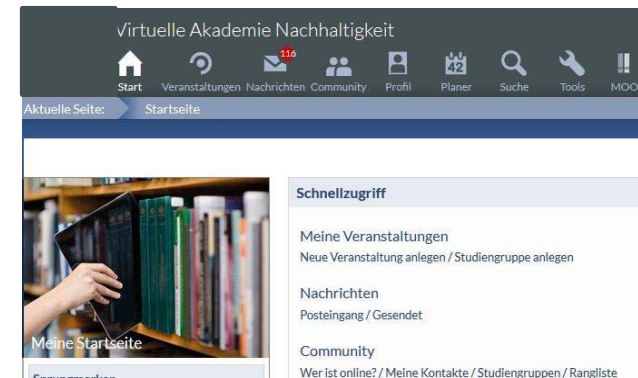 Virtuelle Akademie Nachhaltigkeit
116
42
Start Veranstaltungen Nachrichten Community Profil Planer Suche Tools MOO
Aktuelle Seite: Startseite
Meine Startseite
Sprungmarken
Schnellzugriff
Meine Veranstaltungen
Neue Veranstaltung anlegen / Studiengruppe anlegen
Nachrichten
Posteingang / Gesendet
Community
Wer ist online? / Meine Kontakte / Studiengruppen / Rangliste